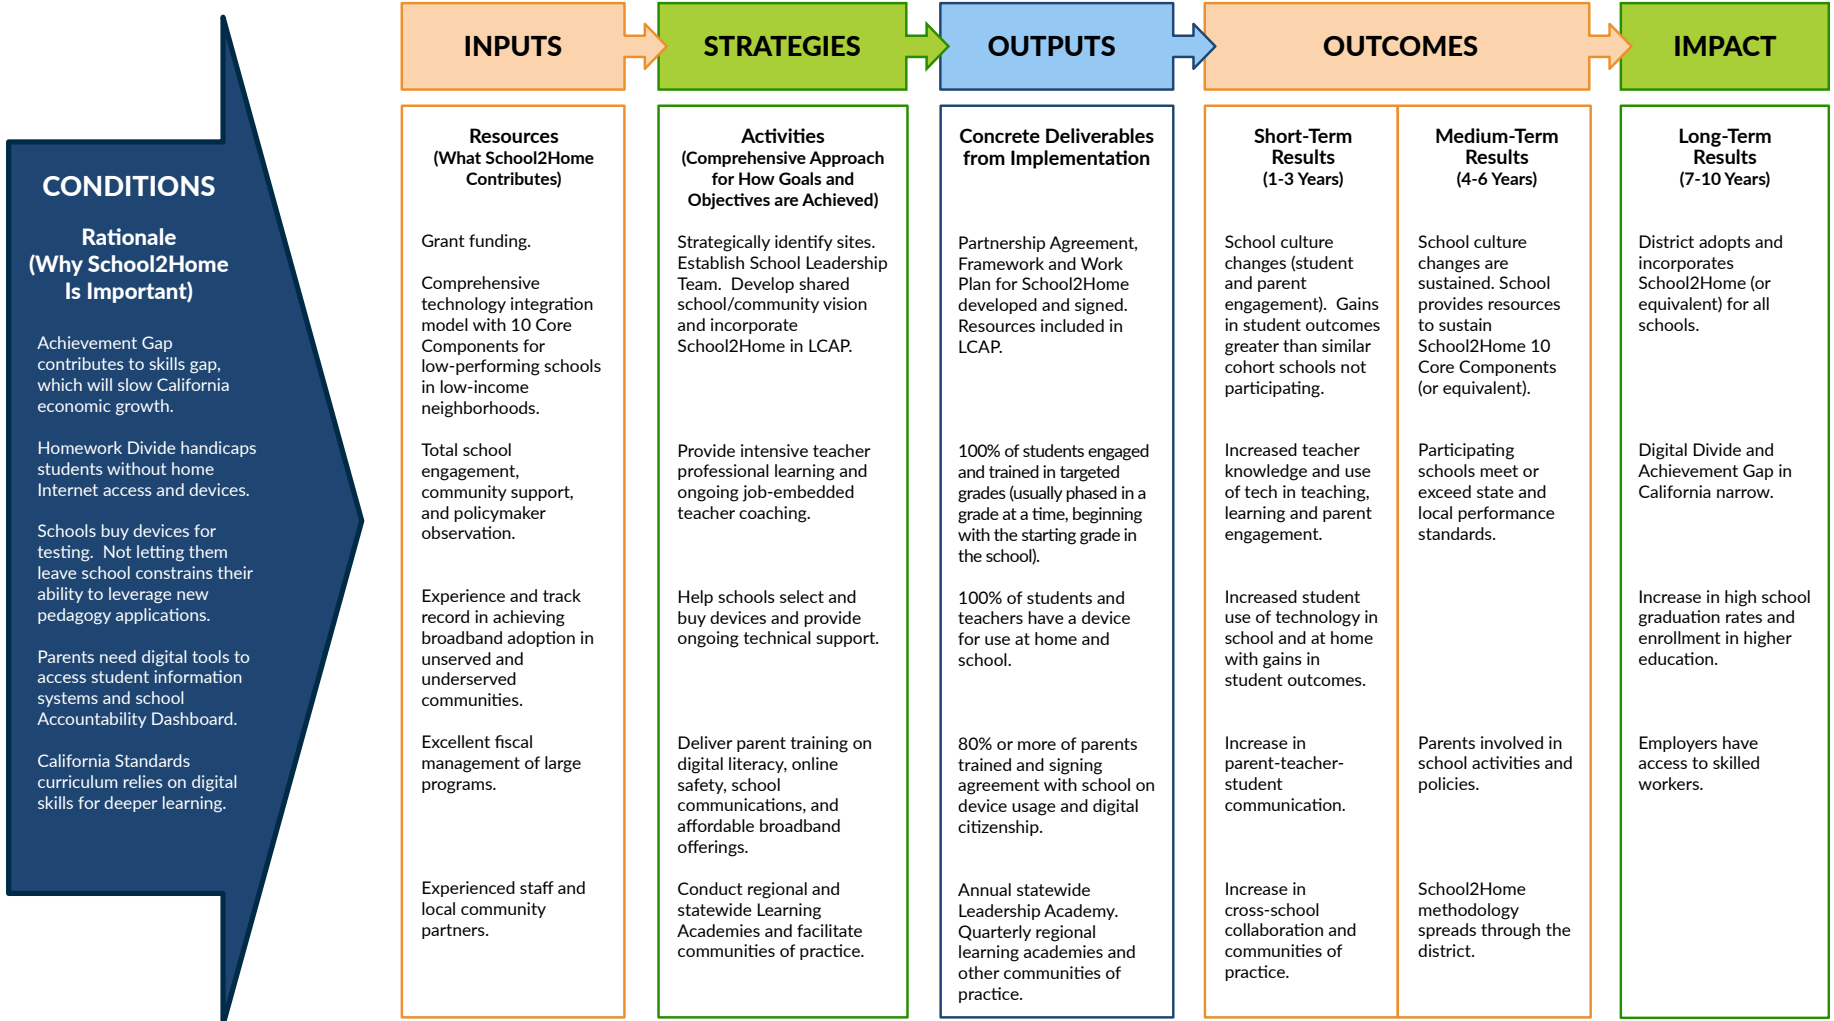 INPUTS
STRATEGIES
OUTPUTS
OUTCOMES
IMPACT
CONDITIONS
Rationale
(Why School2Home
Is Important)
Achievement Gap
contributes to skills gap,
which will slow California
economic growth.
Homework Divide handicaps
students without home
Internet access and devices.
Schools buy devices for
testing.  Not letting them
leave school constrains their
ability to leverage new
pedagogy applications.
Parents need digital tools to
access student information
systems and school
Accountability Dashboard.
California Standards
curriculum relies on digital
skills for deeper learning.
Resources
(What School2Home
Contributes)
Grant funding.
Comprehensive
technology integration
model with 10 Core
Components for
low-performing schools
in low-income
neighborhoods.
Total school
engagement,
community support,
and policymaker
observation.
Experience and track
record in achieving
broadband adoption in
unserved and
underserved
communities.
Excellent fiscal
management of large
programs.
Experienced staff and
local community
partners.
Activities
(Comprehensive Approach
for How Goals and
Objectives are Achieved)
Strategically identify sites.
Establish School Leadership
Team.  Develop shared
school/community vision
and incorporate
School2Home in LCAP.
Provide intensive teacher
professional learning and
ongoing job-embedded
teacher coaching.
Help schools select and
buy devices and provide
ongoing technical support.
Deliver parent training on
digital literacy, online
safety, school
communications, and
affordable broadband
offerings.
Conduct regional and
statewide Learning
Academies and facilitate
communities of practice.
Concrete Deliverables
from Implementation
Partnership Agreement,
Framework and Work
Plan for School2Home
developed and signed.
Resources included in
LCAP.
100% of students engaged
and trained in targeted
grades (usually phased in a
grade at a time, beginning
with the starting grade in
the school).
100% of students and
teachers have a device
for use at home and
school.
80% or more of parents
trained and signing
agreement with school on
device usage and digital
citizenship.
Annual statewide
Leadership Academy.
Quarterly regional
learning academies and
other communities of
practice.
Short-Term
Results
(1-3 Years)
School culture
changes (student
and parent
engagement).  Gains
in student outcomes
greater than similar
cohort schools not
participating.
Increased teacher
knowledge and use
of tech in teaching,
learning and parent
engagement.
Increased student
use of technology in
school and at home
with gains in
student outcomes.
Increase in
parent-teacher-
student
communication.
Increase in
cross-school
collaboration and
communities of
practice.
Medium-Term
Results
(4-6 Years)
School culture
changes are
sustained. School
provides resources
to sustain
School2Home 10
Core Components
(or equivalent).
Participating
schools meet or
exceed state and
local performance
standards.
Parents involved in
school activities and
policies.
School2Home
methodology
spreads through the
district.
Long-Term
Results
(7-10 Years)
District adopts and
incorporates
School2Home (or
equivalent) for all
schools.
Digital Divide and
Achievement Gap in
California narrow.
Increase in high school
graduation rates and
enrollment in higher
education.
Employers have
access to skilled
workers.